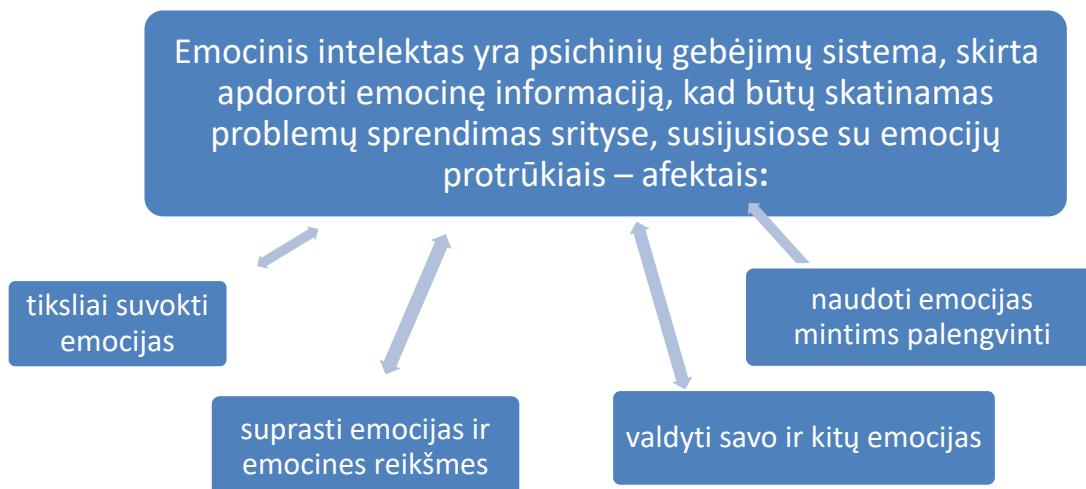 Emocinis intelektas yra psichinių gebėjimų sistema, skirta
apdoroti emocinę informaciją, kad būtų skatinamas
problemų sprendimas srityse, susijusiose su emocijų
protrūkiais – afektais:
tiksliai suvokti
emocijas
suprasti emocijas ir
emocines reikšmes
valdyti savo ir kitų emocijas
naudoti emocijas
mintims palengvinti